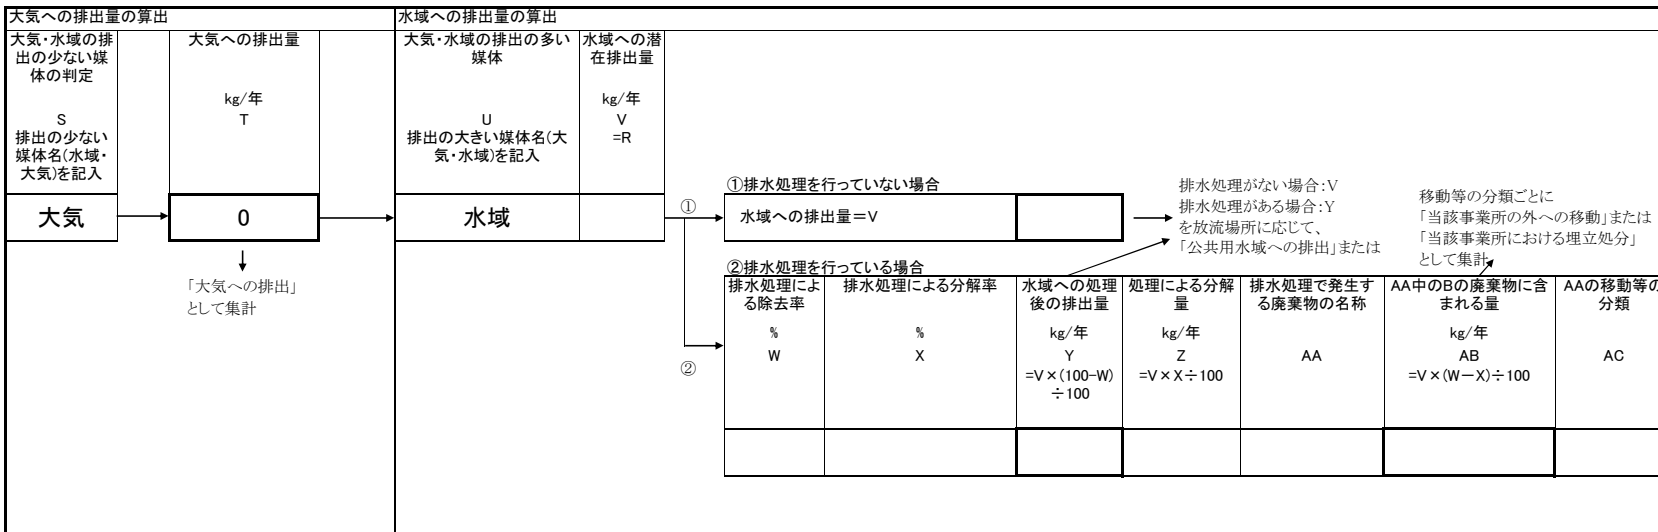 大気への排出量の算出
水域への排出量の算出
大気・水域の排
出の少ない媒
体の判定
S
排出の少ない
媒体名(水域・
大気)を記入
大気への排出量
kg/年
T
大気・水域の排出の多い
媒体
U
排出の大きい媒体名(大
気・水域)を記入
水域への潜
在排出量
kg/年
V
=R
大気
0
水域
「大気への排出」
として集計
①
②
①排水処理を行っていない場合
水域への排出量=V
排水処理がない場合:V
排水処理がある場合:Y
を放流場所に応じて、
「公共用水域への排出」または
移動等の分類ごとに
「当該事業所の外への移動」または
「当該事業所における埋立処分」
として集計
②排水処理を行っている場合
排水処理によ
る除去率
%
W
排水処理による分解率
%
X
水域への処理
後の排出量
kg/年
Y
=V×(100-W)
÷100
処理による分解
量
kg/年
Z
=V×X÷100
排水処理で発生す
る廃棄物の名称
AA
AA中のBの廃棄物に含
まれる量
kg/年
AB
=V×(W-X)÷100
AAの移動等の
分類
AC